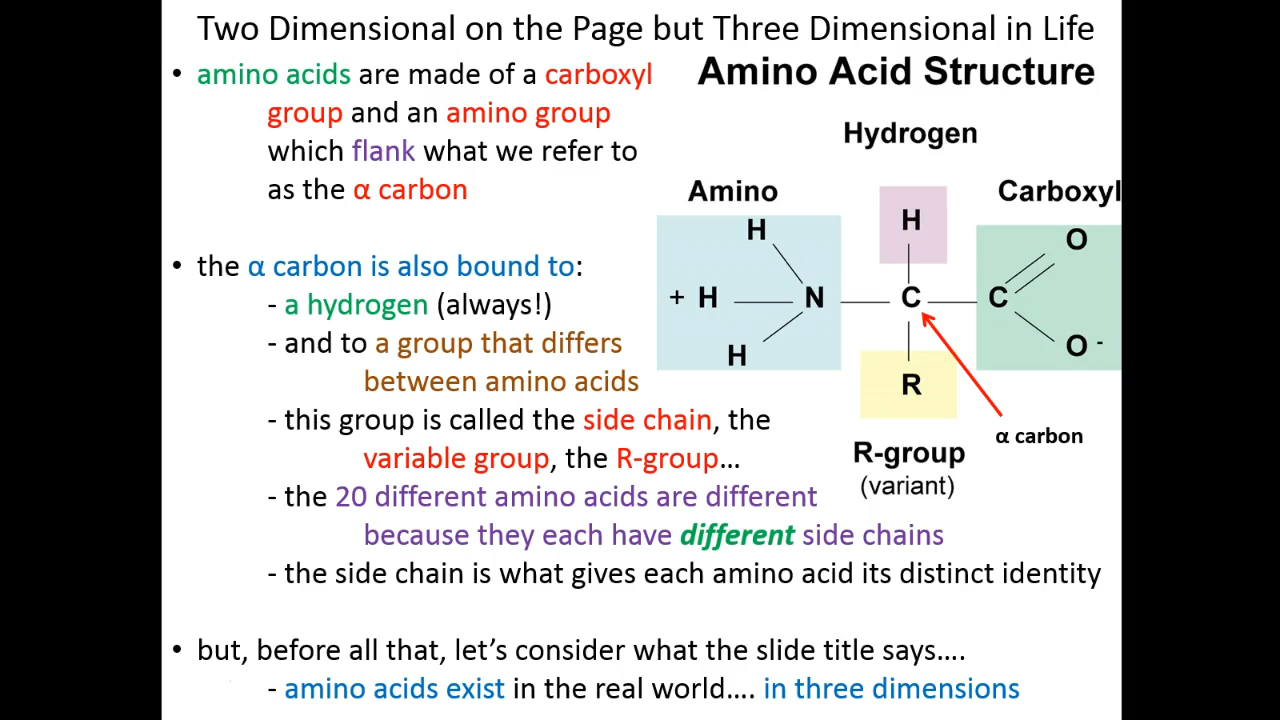 Two Dimensional on the Page but Three Dimensional in Life
• amino acids are made of a carboxyl
group and an amino group
which flank what we refer to
as the α carbon
• the α carbon is also bound to:
- a hydrogen (always!)
- and to a group that differs
between amino acids
- this group is called the side chain, the
variable group, the R-group…
- the 20 different amino acids are different
because they each have different side chains
- the side chain is what gives each amino acid its distinct identity
• but, before all that, let’s consider what the slide title says….
- amino acids exist in the real world…. in three dimensions
Amino Acid Structure
Hydrogen
Amino
Carboxyl
H
H
O
+ H
N
C
C
H
O -
R
α carbon
R-group
(variant)